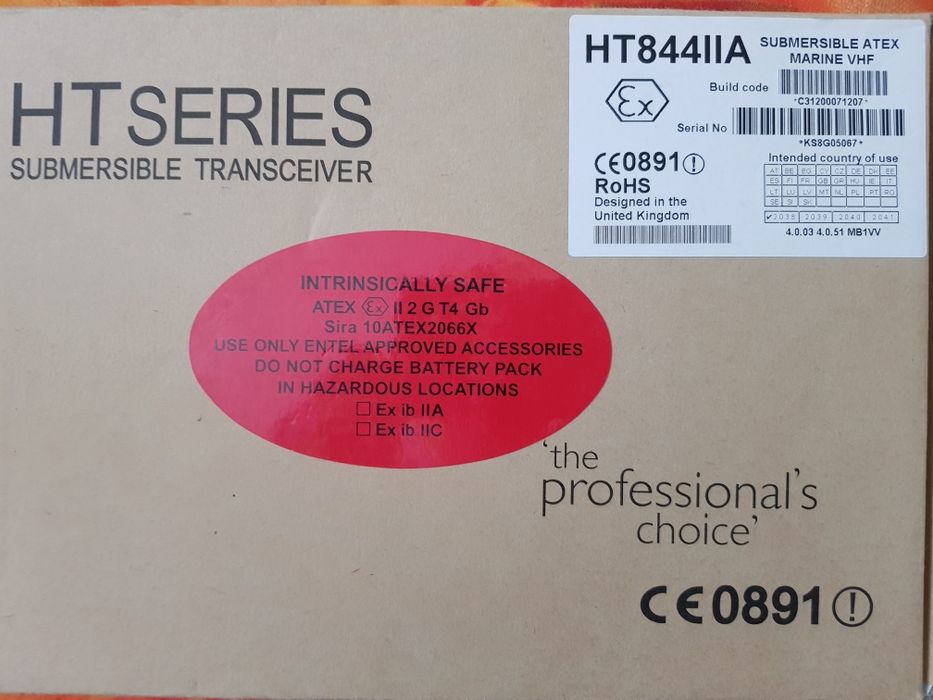 HT SERIES
SUBMERSIBLE TRANSCEIVER
HT844IIA
SUBMERSIBLE ATEX
MARINE VHF
Build code
*C31200071207*
Serial No
*KS8G05067*
Ex
CE0891
RoHS
Designed in the
United Kingdom
Intended country of use
AT BE BG CY CZ DE DK EE
ES FI FR GB GR HU IE IT
LT LU LV MT NL PL PT RO
SE SI SK
✓2038 2039 2040 2041
4.0.03 4.0.51 MB1VV
INTRINSICALLY SAFE
ATEX Ex II 2 G T4 Gb
Sira 10ATEX2066X
USE ONLY ENTEL APPROVED ACCESSORIES
DO NOT CHARGE BATTERY PACK
IN HAZARDOUS LOCATIONS
☐ Ex ib IIA
☐ Ex ib IIC
'the
professional's
choice'
CE0891